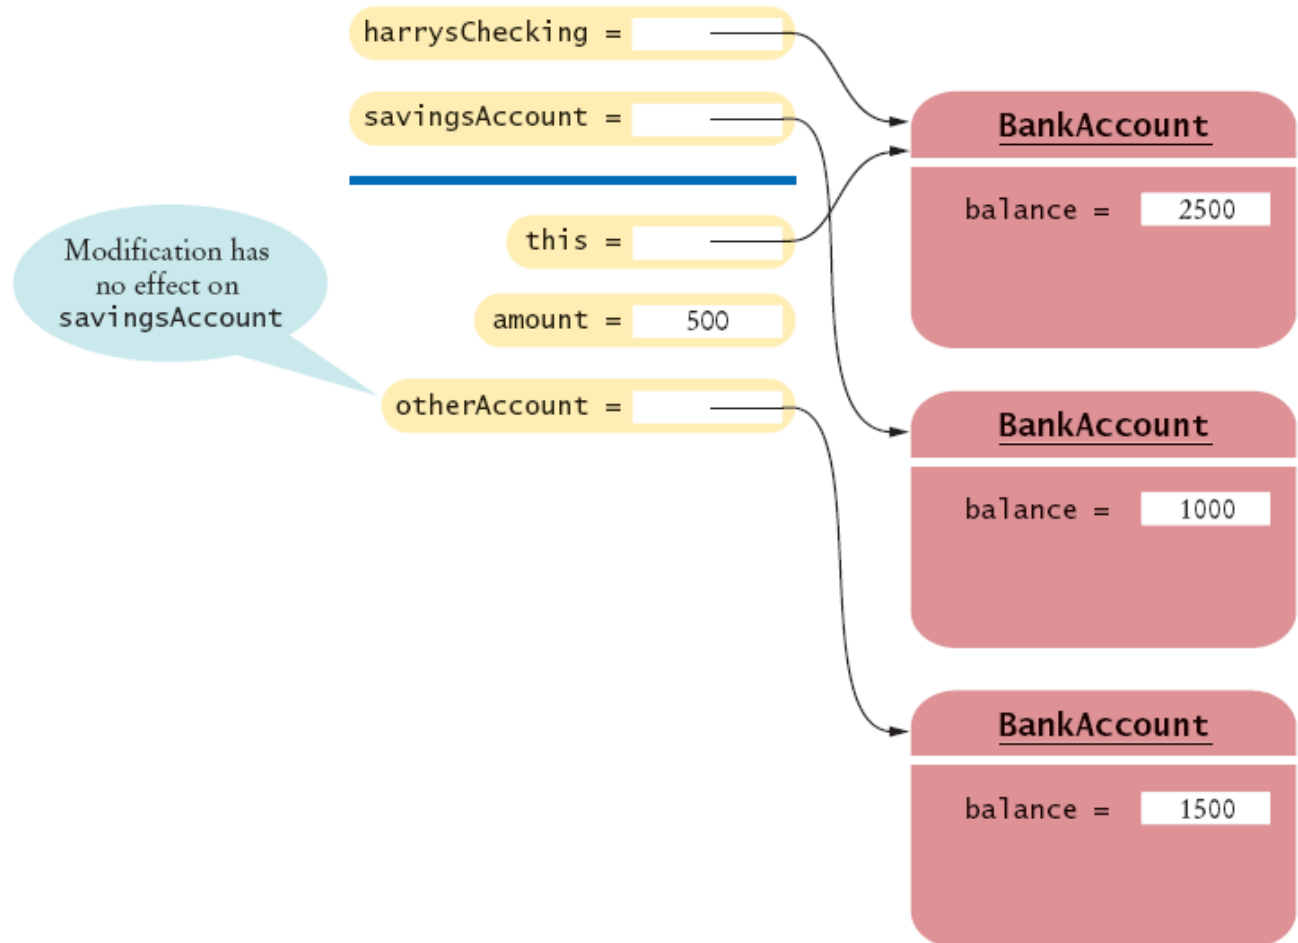 harrysChecking =
savingsAccount =
this =
amount = 500
otherAccount =
Modification has
no effect on
savingsAccount
BankAccount
balance = 2500
BankAccount
balance = 1000
BankAccount
balance = 1500